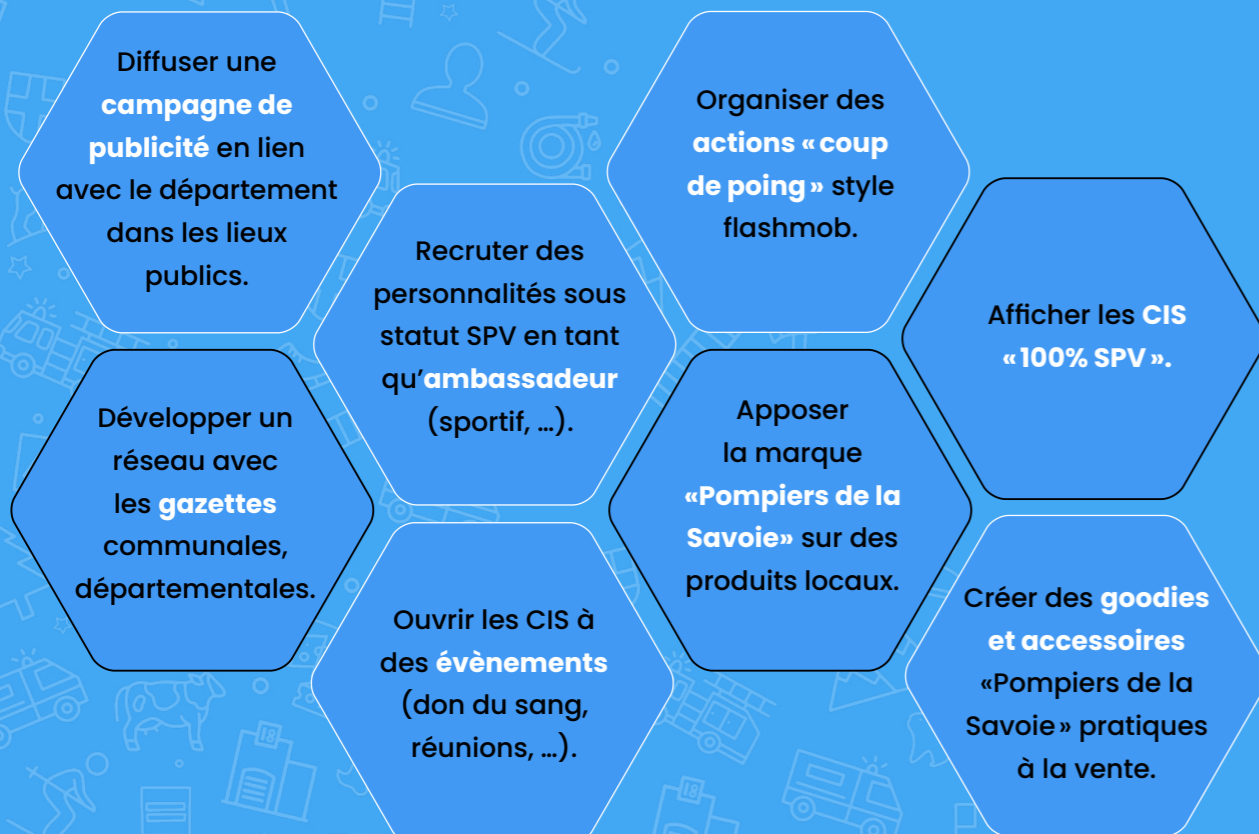 Diffuser une
campagne de
publicité en lien
avec le département
dans les lieux
publics.
Recruter des
personnalités sous
statut SPV en tant
qu'ambassadeur
(sportif, ...).
Organiser des
actions « coup
de poing » style
flashmob.
Afficher les CIS
« 100% SPV ».
Développer un
réseau avec
les gazettes
communales,
départementales.
Ouvrir les CIS à
des évènements
(don du sang,
réunions, ...).
Apposer
la marque
«Pompiers de la
Savoie» sur des
produits locaux.
Créer des goodies
et accessoires
«Pompiers de la
Savoie » pratiques
à la vente.
18
18